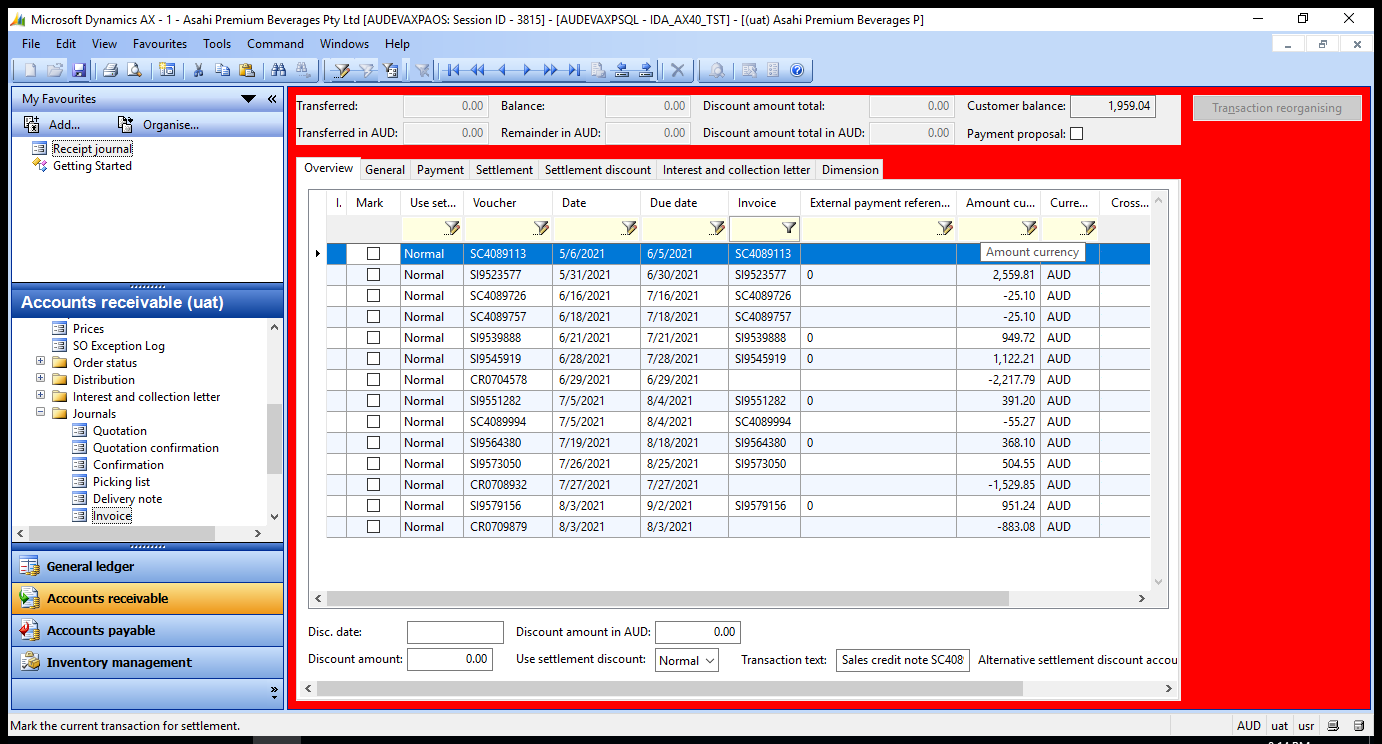 Microsoft Dynamics AX - 1 - Asahi Premium Beverages Pty Ltd [AUDEVAXPAOS: Session ID - 3815] - [AUDEVAXPSQL - IDA_AX40_TST] - [(uat) Asahi Premium Beverages P]
File Edit View Favourites Tools Command Windows Help
My Favourites
Add... Organise...
Receipt journal
Getting Started
Accounts receivable (uat)
Prices
SO Exception Log
Order status
Distribution
Interest and collection letter
Journals
Quotation
Quotation confirmation
Confirmation
Picking list
Delivery note
Invoice
General ledger
Accounts receivable
Accounts payable
Inventory management
Transferred: 0.00 Balance: 0.00 Discount amount total: 0.00 Customer balance: 1,959.04 Transaction reorganising
Transferred in AUD: 0.00 Remainder in AUD: 0.00 Discount amount total in AUD: 0.00 Payment proposal:
Overview General Payment Settlement Settlement discount Interest and collection letter Dimension
I. Mark Use set... Voucher Date Due date Invoice External payment referen... Amount cu... Curre... Cross...
Normal SC4089113 5/6/2021 6/5/2021 SC4089113 Amount currency
Normal SI9523577 5/31/2021 6/30/2021 SI9523577 0 2,559.81 AUD
Normal SC4089726 6/16/2021 7/16/2021 SC4089726 -25.10 AUD
Normal SC4089757 6/18/2021 7/18/2021 SC4089757 -25.10 AUD
Normal SI9539888 6/21/2021 7/21/2021 SI9539888 0 949.72 AUD
Normal SI9545919 6/28/2021 7/28/2021 SI9545919 0 1,122.21 AUD
Normal CR0704578 6/29/2021 6/29/2021 -2,217.79 AUD
Normal SI9551282 7/5/2021 8/4/2021 SI9551282 0 391.20 AUD
Normal SC4089994 7/5/2021 8/4/2021 SC4089994 -55.27 AUD
Normal SI9564380 7/19/2021 8/18/2021 SI9564380 0 368.10 AUD
Normal SI9573050 7/26/2021 8/25/2021 SI9573050 504.55 AUD
Normal CR0708932 7/27/2021 7/27/2021 -1,529.85 AUD
Normal SI9579156 8/3/2021 9/2/2021 SI9579156 0 951.24 AUD
Normal CR0709879 8/3/2021 8/3/2021 -883.08 AUD
Disc. date: Discount amount in AUD: 0.00
Discount amount: 0.00 Use settlement discount: Normal Transaction text: Sales credit note SC408 Alternative settlement discount accou
Mark the current transaction for settlement. AUD uat usr